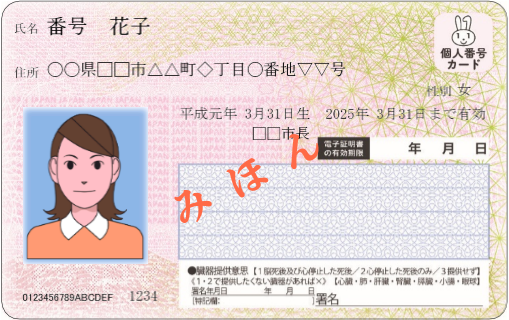 氏名 番号 花子
個人番号
カード
住所 〇〇県□□市△△町◇丁目〇番地▽▽号
性別 女
平成元年 3月31日生 2025年 3月31日まで有効
□□市長
電子証明書
の有効期限
年 月 日
みほん
●臓器提供意思【1脳死後及び心停止した死後／2心停止した死後のみ／3提供せず】
《1・2で提供したくない臓器があれば×》【心臓・肺・肝臓・腎臓・膵臓・小腸・眼球】
署名年月日 年 月 日
[特記欄: ]署名
0123456789ABCDEF 1234